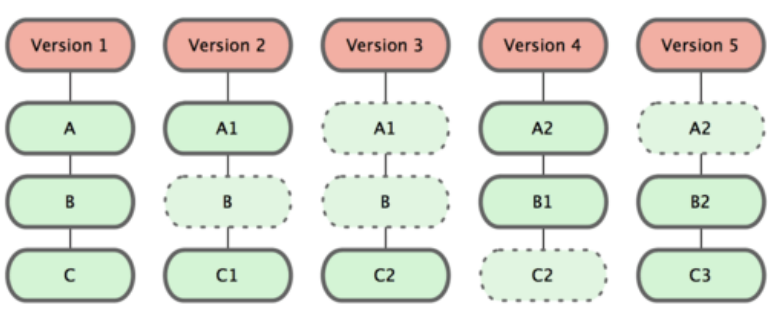 Version 1 Version 2 Version 3 Version 4 Version 5
A A1 A1 A2 A2
B B B B1 B2
C C1 C2 C2 C3